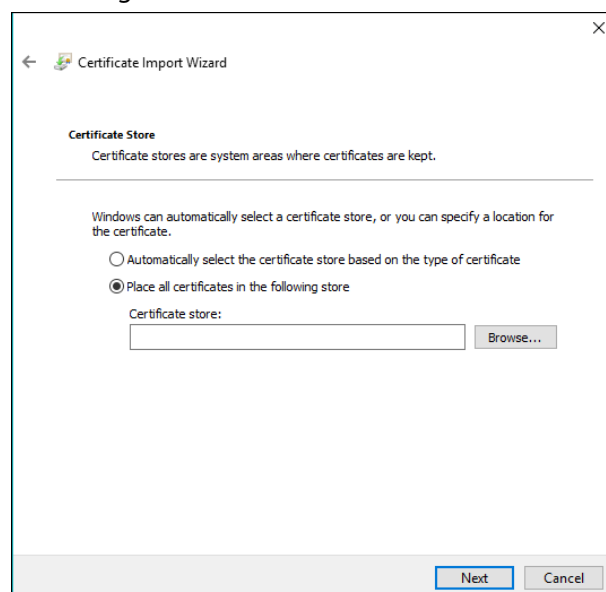 Certificate Import Wizard
Certificate Store
Certificate stores are system areas where certificates are kept.
Windows can automatically select a certificate store, or you can specify a location for
the certificate.
Automatically select the certificate store based on the type of certificate
Place all certificates in the following store
Certificate store:
Browse...
Next
Cancel